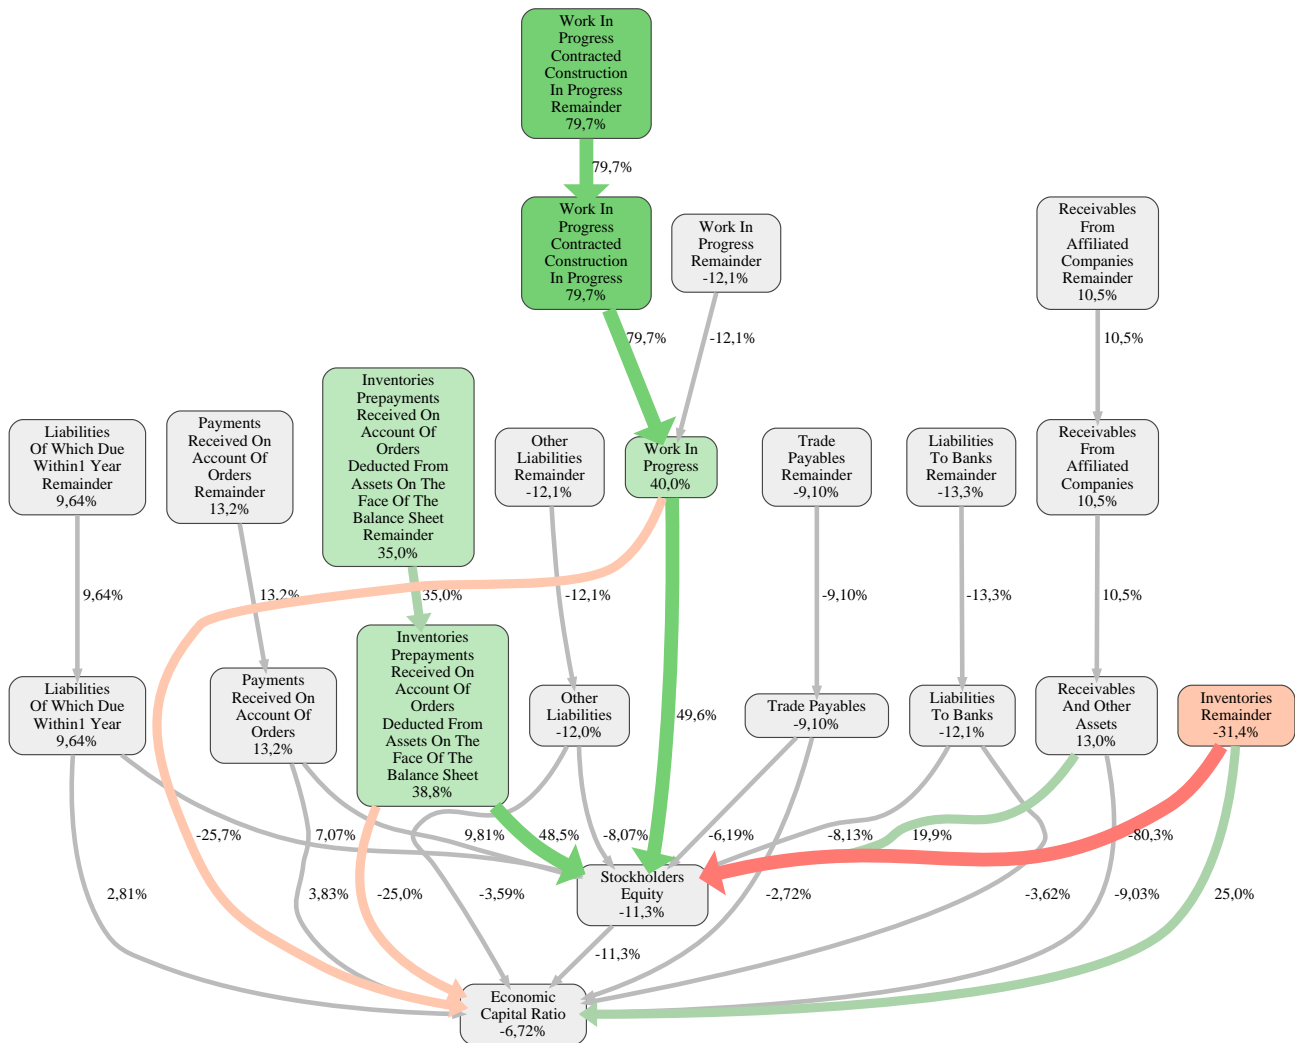 Work In
Progress
Contracted
Construction
In Progress
Remainder
79,7%
79,7%
Work In
Progress
Contracted
Construction
In Progress
79,7%
Work In
Progress
Remainder
-12,1%
Receivables
From
Affiliated
Companies
Remainder
10,5%
79,7%
-12,1%
10,5%
Inventories
Prepayments
Received On
Account Of
Orders
Deducted From
Assets On The
Face Of The
Balance Sheet
Remainder
35,0%
Liabilities
Of Which Due
Within1 Year
Remainder
9,64%
Payments
Received On
Account Of
Orders
Remainder
13,2%
Other
Liabilities
Remainder
-12,1%
Work In
Progress
40,0%
Trade
Payables
Remainder
-9,10%
Liabilities
To Banks
Remainder
-13,3%
Receivables
From
Affiliated
Companies
10,5%
9,64%
13,2%
35,0%
-12,1%
-9,10%
-13,3%
10,5%
Liabilities
Of Which Due
Within1 Year
9,64%
Payments
Received On
Account Of
Orders
13,2%
Inventories
Prepayments
Received On
Account Of
Orders
Deducted From
Assets On The
Face Of The
Balance Sheet
38,8%
Other
Liabilities
-12,0%
49,6%
Trade Payables
-9,10%
Liabilities
To Banks
-12,1%
Receivables
And Other
Assets
13,0%
Inventories
Remainder
-31,4%
-25,7%
7,07%
9,81%
48,5%
-8,07%
-6,19%
-8,13%
19,9%
-80,3%
Stockholders
Equity
-11,3%
2,81%
3,83%
-25,0%
-3,59%
-2,72%
-3,62%
-9,03%
25,0%
-11,3%
Economic
Capital Ratio
-6,72%